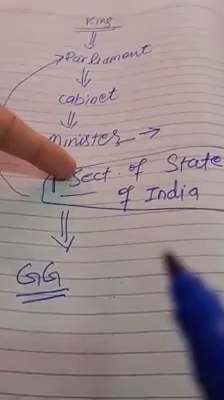 King
Parliament
cabinet
Minister
Sect. of State
of India
GG